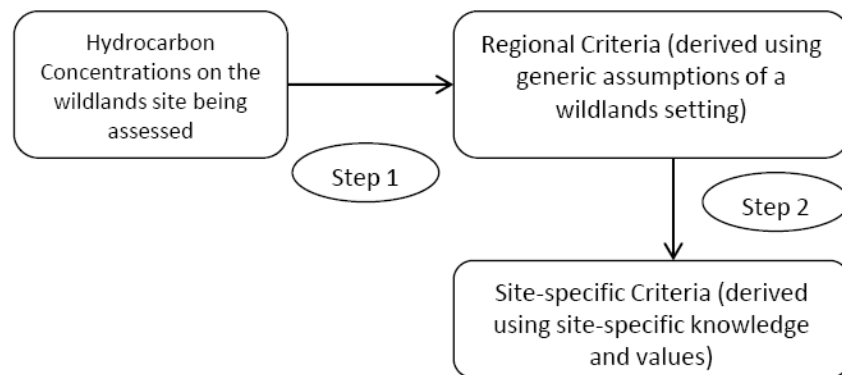 Hydrocarbon
Concentrations on the
wildlands site being
assessed
Step 1
Regional Criteria (derived using
generic assumptions of a
wildlands setting)
Step 2
Site-specific Criteria (derived
using site-specific knowledge
and values)